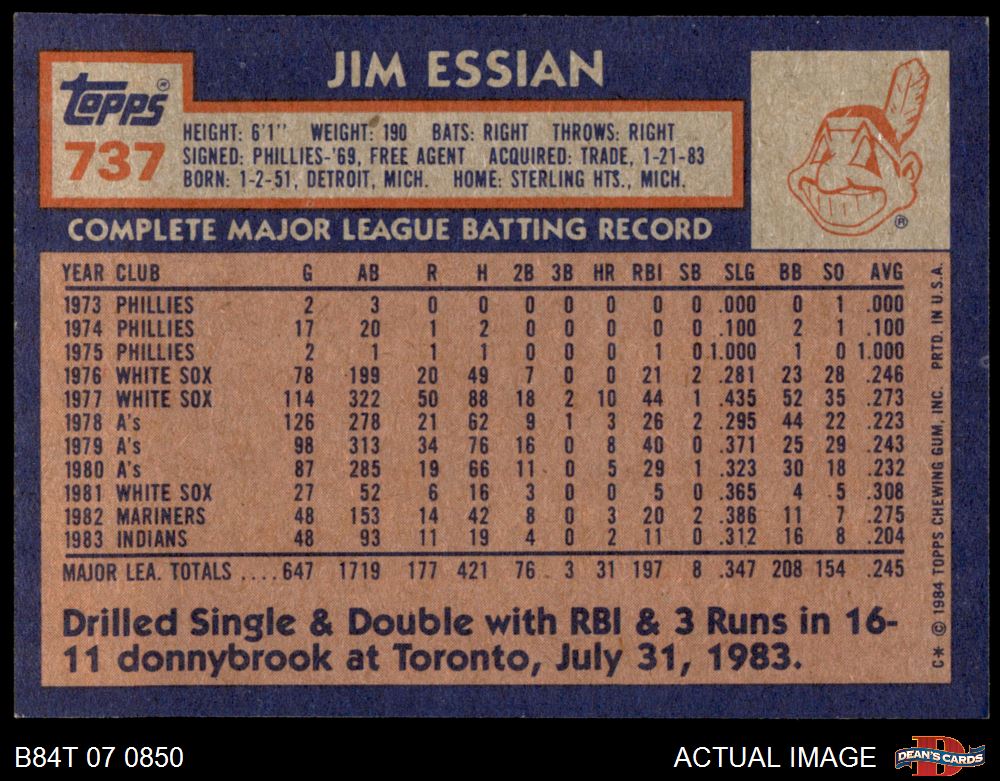 JIM ESSIAN
topps®
737
HEIGHT: 6'1" WEIGHT: 190 BATS: RIGHT THROWS: RIGHT
SIGNED: PHILLIES-'69, FREE AGENT ACQUIRED: TRADE, 1-21-83
BORN: 1-2-51, DETROIT, MICH. HOME: STERLING HTS., MICH.
®
COMPLETE MAJOR LEAGUE BATTING RECORD
YEAR CLUB G AB R H 2B 3B HR RBI SB SLG BB SO AVG
1973 PHILLIES 2 3 0 0 0 0 0 0 0 .000 0 1 .000
1974 PHILLIES 17 20 1 2 0 0 0 0 0 .100 2 1 .100
1975 PHILLIES 2 1 1 1 0 0 0 1 0 1.000 1 0 1.000
1976 WHITE SOX 78 199 20 49 7 0 0 21 2 .281 23 28 .246
1977 WHITE SOX 114 322 50 88 18 2 10 44 1 .435 52 35 .273
1978 A's 126 278 21 62 9 1 3 26 2 .295 44 22 .223
1979 A's 98 313 34 76 16 0 8 40 0 .371 25 29 .243
1980 A's 87 285 19 66 11 0 5 29 1 .323 30 18 .232
1981 WHITE SOX 27 52 6 16 3 0 0 5 0 .365 4 5 .308
1982 MARINERS 48 153 14 42 8 0 3 20 2 .386 11 7 .275
1983 INDIANS 48 93 11 19 4 0 2 11 0 .312 16 8 .204
MAJOR LEA. TOTALS ....647 1719 177 421 76 3 31 197 8 .347 208 154 .245
Drilled Single & Double with RBI & 3 Runs in 16-
11 donnybrook at Toronto, July 31, 1983.
C* © 1984 TOPPS CHEWING GUM, INC. PRTD. IN U.S.A.
B84T 07 0850
ACTUAL IMAGE
D
DEAN'S CARDS